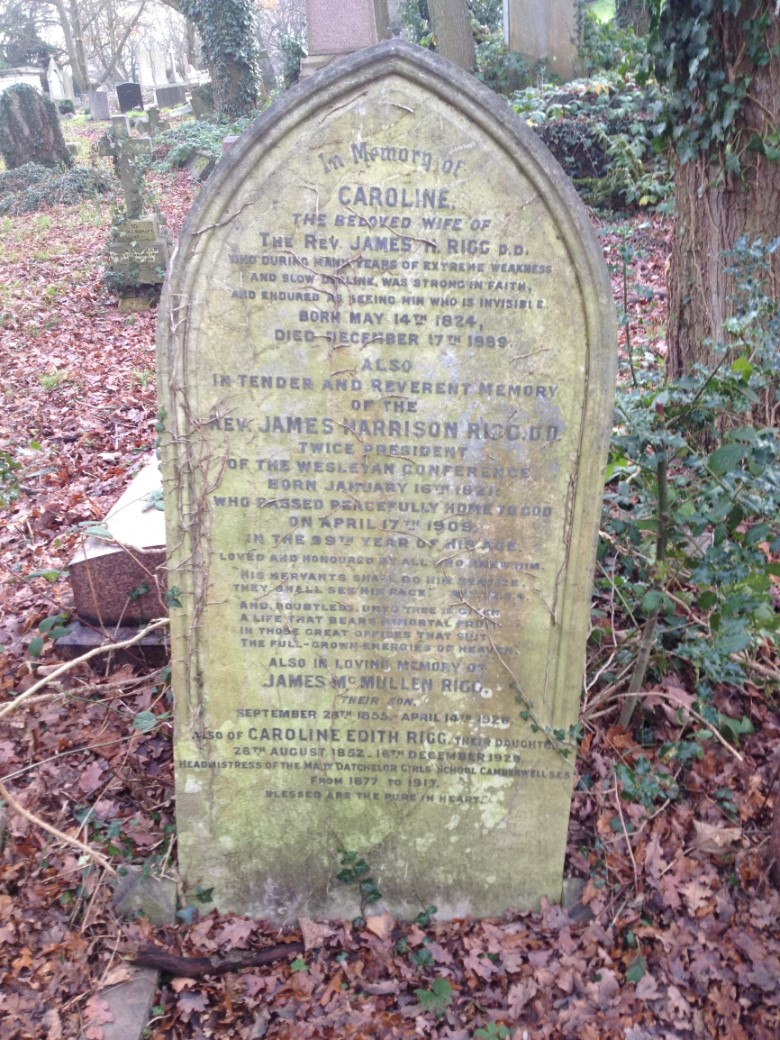 In Memory of
CAROLINE,
THE BELOVED WIFE OF
THE REV. JAMES H. RIGG D.D.
WHO DURING MANY YEARS OF EXTREME WEAKNESS
AND SLOW DECLINE, WAS STRONG IN FAITH,
AND ENDURED AS SEEING HIM WHO IS INVISIBLE.
BORN MAY 14TH 1824,
DIED DECEMBER 17TH 1889.
ALSO
IN TENDER AND REVERENT MEMORY
OF THE
REV. JAMES HARRISON RIGG, D.D.
TWICE PRESIDENT
OF THE WESLEYAN CONFERENCE
BORN JANUARY 16TH 1821:
WHO PASSED PEACEFULLY HOME TO GOD
ON APRIL 17TH 1909,
IN THE 89TH YEAR OF HIS AGE.
LOVED AND HONOURED BY ALL WHO KNEW HIM.
HIS SERVANTS SHALL DO HIM SERVICE
THEY SHALL SEE HIS FACE
AND, DOUBTLESS, UNTO THEE IS GIVEN
A LIFE THAT BEARS IMMORTAL FRUIT
IN THOSE GREAT OFFICES THAT SUIT
THE FULL-GROWN ENERGIES OF HEAVEN.
ALSO IN LOVING MEMORY OF
JAMES MCMULLEN RIGG,
THEIR SON,
SEPTEMBER 28TH 1855 - APRIL 14TH 1926.
ALSO OF CAROLINE EDITH RIGG, THEIR DAUGHTER
26TH AUGUST 1852 - 16TH DECEMBER 1929
HEADMISTRESS OF THE MARY DATCHELOR GIRLS' SCHOOL CAMBERWELL S.E.5
FROM 1877 TO 1917.
BLESSED ARE THE PURE IN HEART.